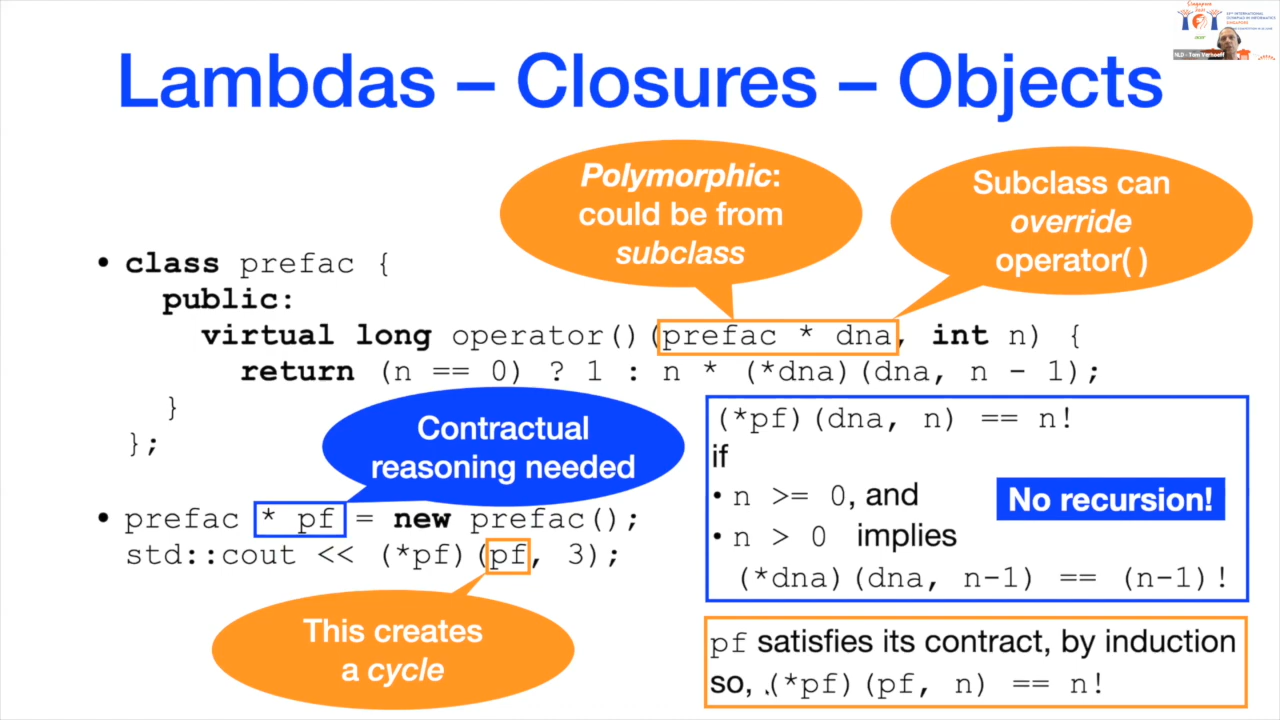 Lambdas – Closures – Objects
Polymorphic:
could be from
subclass
Subclass can
override
operator( )
• class prefac {
public:
virtual long operator()(prefac * dna, int n) {
return (n == 0) ? 1 : n * (*dna)(dna, n - 1);
}
};
Contractual
reasoning needed
• prefac * pf = new prefac();
std::cout << (*pf)(pf, 3);
This creates
a cycle
(*pf)(dna, n) == n!
if
• n >= 0, and
• n > 0 implies
(*dna)(dna, n-1) == (n-1)!
No recursion!
pf satisfies its contract, by induction
so, (*pf)(pf, n) == n!
NLD - Tom Verhoeff